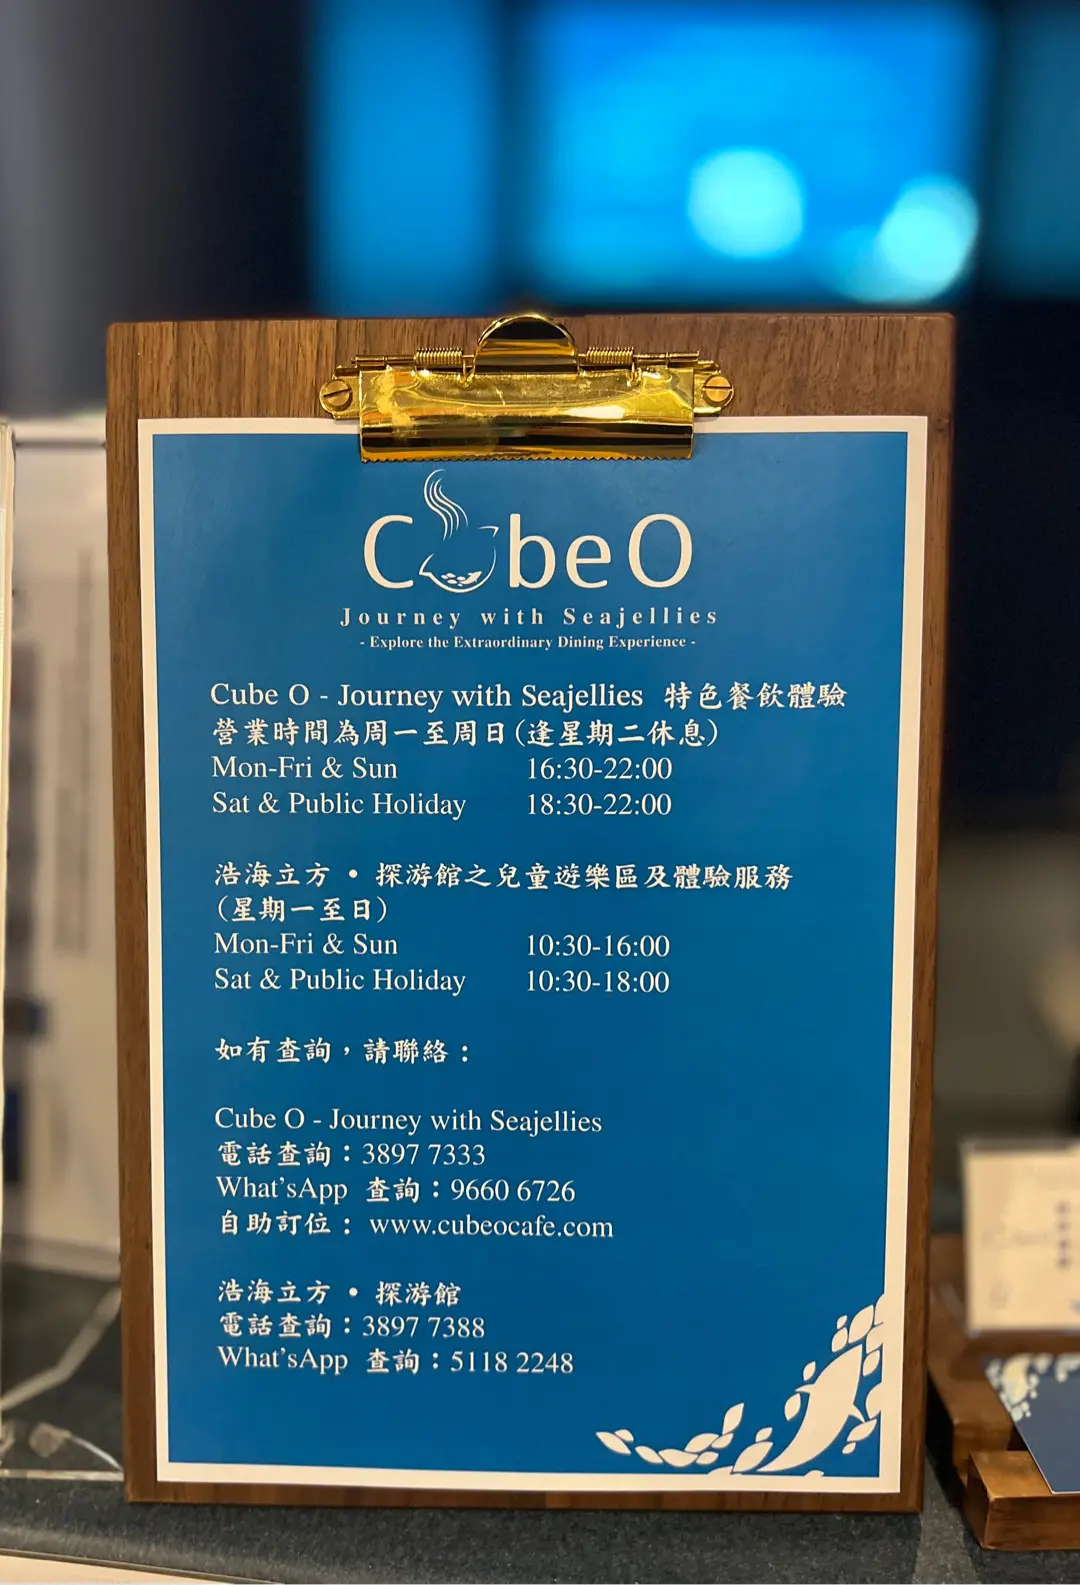 CubeO
Journey with Seajellies
- Explore the Extraordinary Dining Experience -
Cube O - Journey with Seajellies 特色餐飲體驗
營業時間為周一至周日(逢星期二休息)
Mon-Fri & Sun 16:30-22:00
Sat & Public Holiday 18:30-22:00
浩海立方 • 探游館之兒童遊樂區及體驗服務
(星期一至日)
Mon-Fri & Sun 10:30-16:00
Sat & Public Holiday 10:30-18:00
如有查詢，請聯絡：
Cube O - Journey with Seajellies
電話查詢：3897 7333
What'sApp 查詢：9660 6726
自助訂位： www.cubeocafe.com
浩海立方 • 探游館
電話查詢：3897 7388
What'sApp 查詢：5118 2248